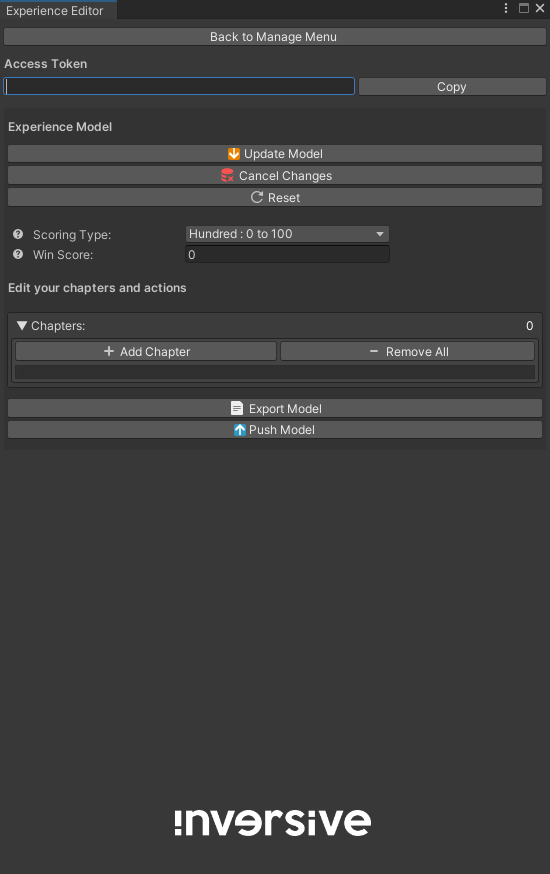 Experience Editor
Back to Manage Menu
Access Token
Copy
Experience Model
Update Model
Cancel Changes
Reset
Scoring Type: Hundred : 0 to 100
Win Score: 0
Edit your chapters and actions
Chapters: 0
Add Chapter Remove All
Export Model
Push Model
inversive